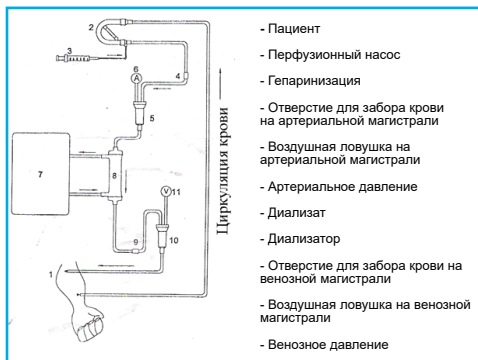 2
3
6
A
4
5
7
8
V
11
9
10
1
Циркуляция крови
- Пациент
- Перфузионный насос
- Гепаринизация
- Отверстие для забора крови
на артериальной магистрали
- Воздушная ловушка на
артериальной магистрали
- Артериальное давление
- Диализат
- Диализатор
- Отверстие для забора крови на
венозной магистрали
- Воздушная ловушка на венозной
магистрали
- Венозное давление